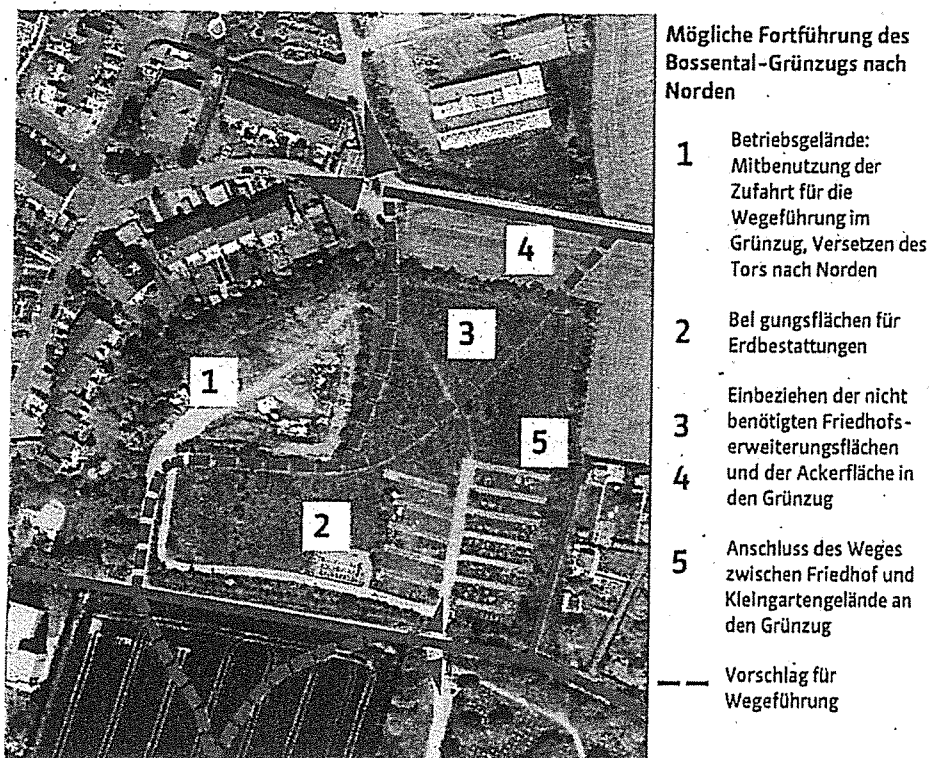 Mögliche Fortführung des
Bossental-Grünzugs nach
Norden
1
Betriebsgelände:
Mitbenutzung der
Zufahrt für die
Wegeführung im
Grünzug, Versetzen des
Tors nach Norden
2
Bel gungsflächen für
Erdbestattungen
3
4
Einbeziehen der nicht
benötigten Friedhofs-
erweiterungsflächen
und der Ackerfläche in
den Grünzug
5
Anschluss des Weges
zwischen Friedhof und
Kleingartengelände an
den Grünzug
Vorschlag für
Wegeführung
4
3
1
5
2